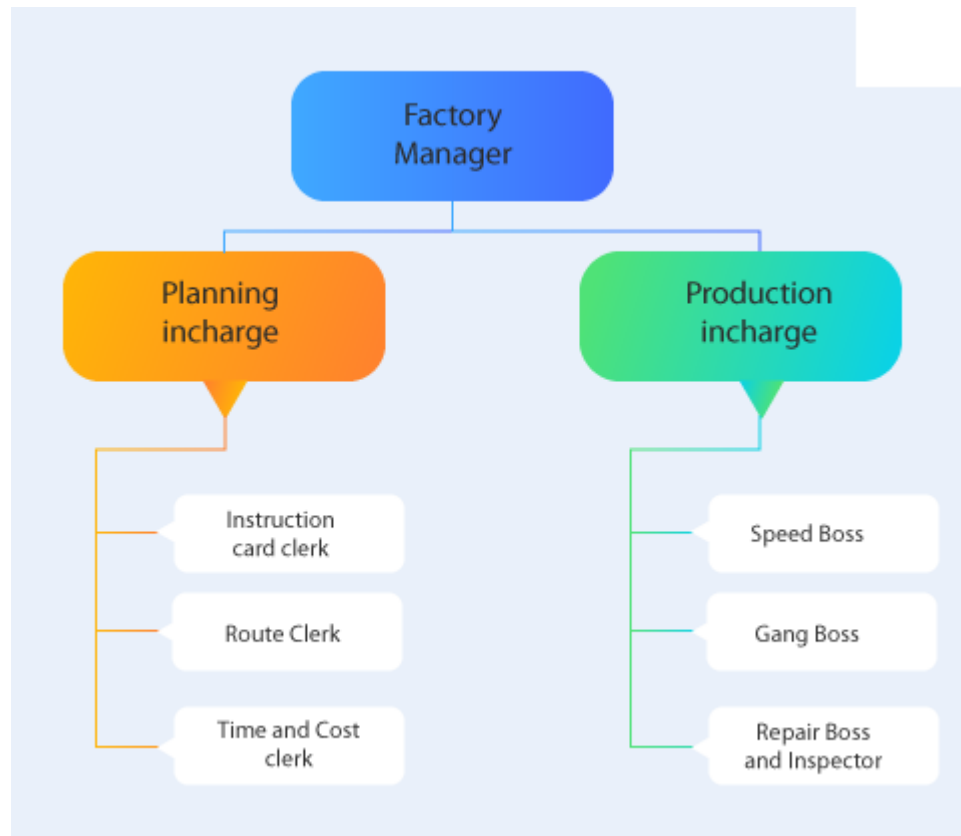 Factory
Manager
Planning
incharge
Production
incharge
Instruction
card clerk
Route Clerk
Time and Cost
clerk
Speed Boss
Gang Boss
Repair Boss
and Inspector